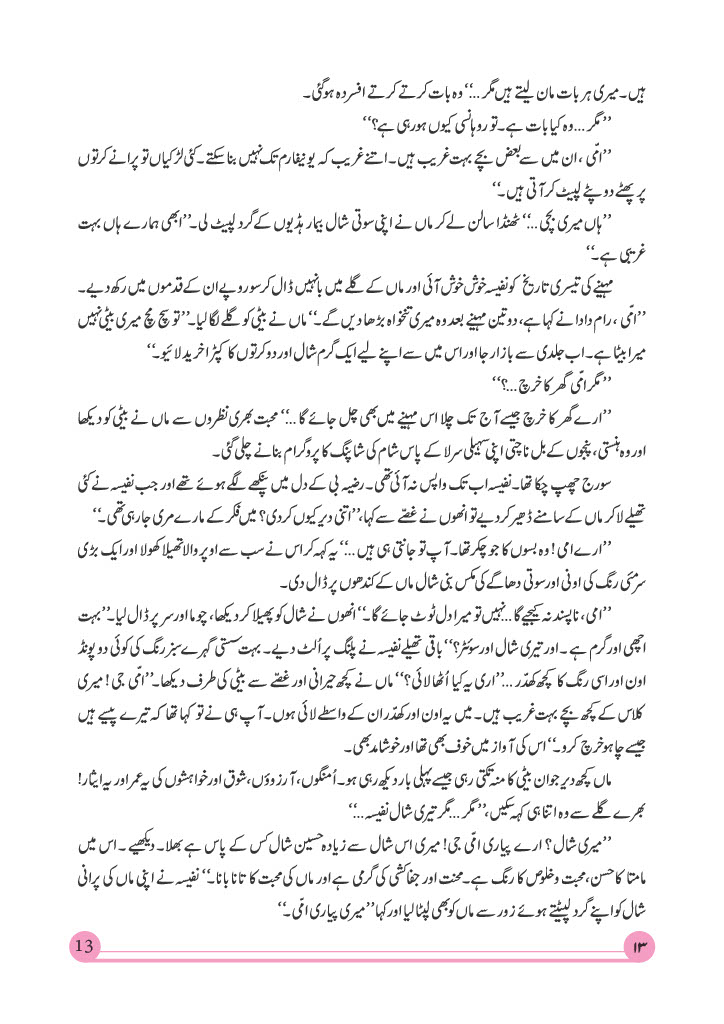 ہیں۔ میری ہر بات مان لیتے ہیں مگر...‘‘ وہ بات کرتے کرتے افسردہ ہو گئی۔
’’مگر... وہ کیا بات ہے۔ تو روہانسی کیوں ہو رہی ہے؟‘‘
’’امّی، ان میں سے بعض بچے بہت غریب ہیں۔ اتنے غریب کہ یونیفارم تک نہیں بنا سکتے۔ کئی لڑکیاں تو پرانے کرتوں
پر پھٹے دوپٹے لپیٹ کر آتی ہیں۔‘‘
’’ہاں میری بچی...‘‘ ٹھنڈا سالن لے کر ماں نے اپنی سوتی شال بیمار ہڈیوں کے گرد لپیٹ لی۔ ’’ابھی ہمارے ہاں بہت
غریبی ہے۔‘‘
مہینے کی تیسری تاریخ کو نفیسہ خوش خوش آئی اور ماں کے گلے میں بانہیں ڈال کر سو روپے ان کے قدموں میں رکھ دیے۔
’’امّی، رام دادا نے کہا ہے، دو تین مہینے بعد وہ میری تنخواہ بڑھا دیں گے۔‘‘ ماں نے بیٹی کو گلے لگا لیا۔ ’’تو سچ مچ میری بیٹی نہیں
میرا بیٹا ہے۔ اب جلدی سے بازار جا اور اس میں سے اپنے لیے ایک گرم شال اور دو کرتوں کا کپڑا خرید لائیو۔‘‘
’’مگر امّی گھر کا خرچ...؟‘‘
’’ارے گھر کا خرچ جیسے آج تک چلا اس مہینے میں بھی چل جائے گا...‘‘ محبت بھری نظروں سے ماں نے بیٹی کو دیکھا
اور وہ ہنستی، پنجوں کے بل ناچتی اپنی سہیلی سرلا کے پاس شام کی شاپنگ کا پروگرام بنانے چلی گئی۔
سورج چھپ چکا تھا۔ نفیسہ اب تک واپس نہ آئی تھی۔ رضیہ بی کے دل میں پنکھے لگے ہوئے تھے اور جب نفیسہ نے کئی
تھیلے لا کر ماں کے سامنے ڈھیر کر دیے تو انھوں نے غصّے سے کہا، ’’اتنی دیر کیوں کر دی؟ میں فکر کے مارے مری جا رہی تھی۔‘‘
’’ارے امی! وہ بسوں کا جو چکر تھا۔ آپ تو جانتی ہی ہیں...‘‘ یہ کہہ کر اس نے سب سے اوپر والا تھیلا کھولا اور ایک بڑی
سرمئی رنگ کی اونی اور سوتی دھاگے کی مکس بنی شال ماں کے کندھوں پر ڈال دی۔
’’امی، ناپسند نہ کیجیے گا... نہیں تو میرا دل ٹوٹ جائے گا۔‘‘ انھوں نے شال کو پھیلا کر دیکھا، چوما اور سر پر ڈال لیا۔ ’’بہت
اچھی اور گرم ہے۔ اور تیری شال اور سوئٹر؟‘‘ باقی تھیلے نفیسہ نے پلنگ پر اُلٹ دیے۔ بہت سستی گہرے سبز رنگ کی کوئی دو پونڈ
اون اور اسی رنگ کا کچھ کھدّر...’’اری یہ کیا اُٹھا لائی؟‘‘ ماں نے کچھ حیرانی اور غصّے سے بیٹی کی طرف دیکھا۔ ’’امّی جی! میری
کلاس کے کچھ بچے بہت غریب ہیں۔ میں یہ اون اور کھدّر ان کے واسطے لائی ہوں۔ آپ ہی نے تو کہا تھا کہ تیرے پیسے ہیں
جیسے چاہو خرچ کرو۔‘‘ اس کی آواز میں خوف بھی تھا اور خوشامد بھی۔
ماں کچھ دیر جوان بیٹی کا منہ تکتی رہی جیسے پہلی بار دیکھ رہی ہو۔ اُمنگوں، آرزوؤں، شوق اور خواہشوں کی یہ عمر اور یہ ایثار!
بھرے گلے سے وہ اتنا ہی کہہ سکیں، ’’مگر... مگر تیری شال نفیسہ...‘‘
’’میری شال؟ ارے پیاری امّی جی! میری اس شال سے زیادہ حسین شال کس کے پاس ہے بھلا۔ دیکھیے۔ اس میں
مامتا کا حسن، محبت و خلوص کا رنگ ہے۔ محنت اور جفاکشی کی گرمی ہے اور ماں کی محبت کا تانا بانا۔‘‘ نفیسہ نے اپنی ماں کی پرانی
شال کو اپنے گرد لپیٹتے ہوئے زور سے ماں کو بھی لپٹا لیا اور کہا ’’میری پیاری امّی۔‘‘
13 ۱۳